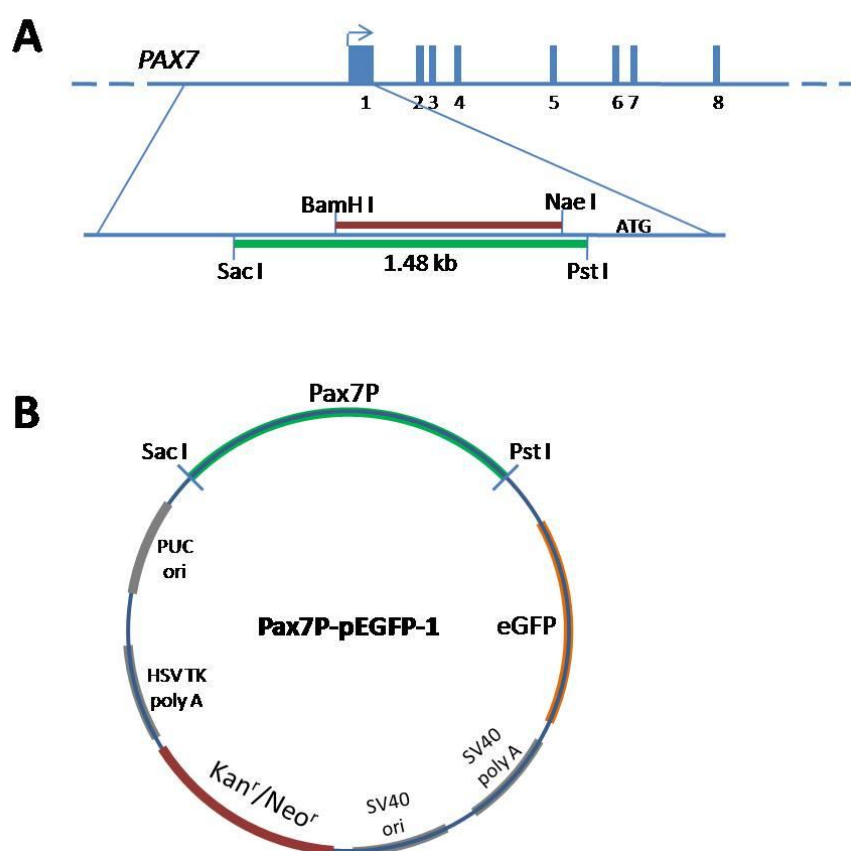 A
PAX7
1 2 3 4 5 6 7 8
BamH I Nae I
ATG
1.48 kb
Sac I Pst I
B
Pax7P
Sac I Pst I
PUC
ori
Pax7P-pEGFP-1
eGFP
HSV TK
poly A
SV40
poly A
Kanʳ/Neoʳ
SV40
ori